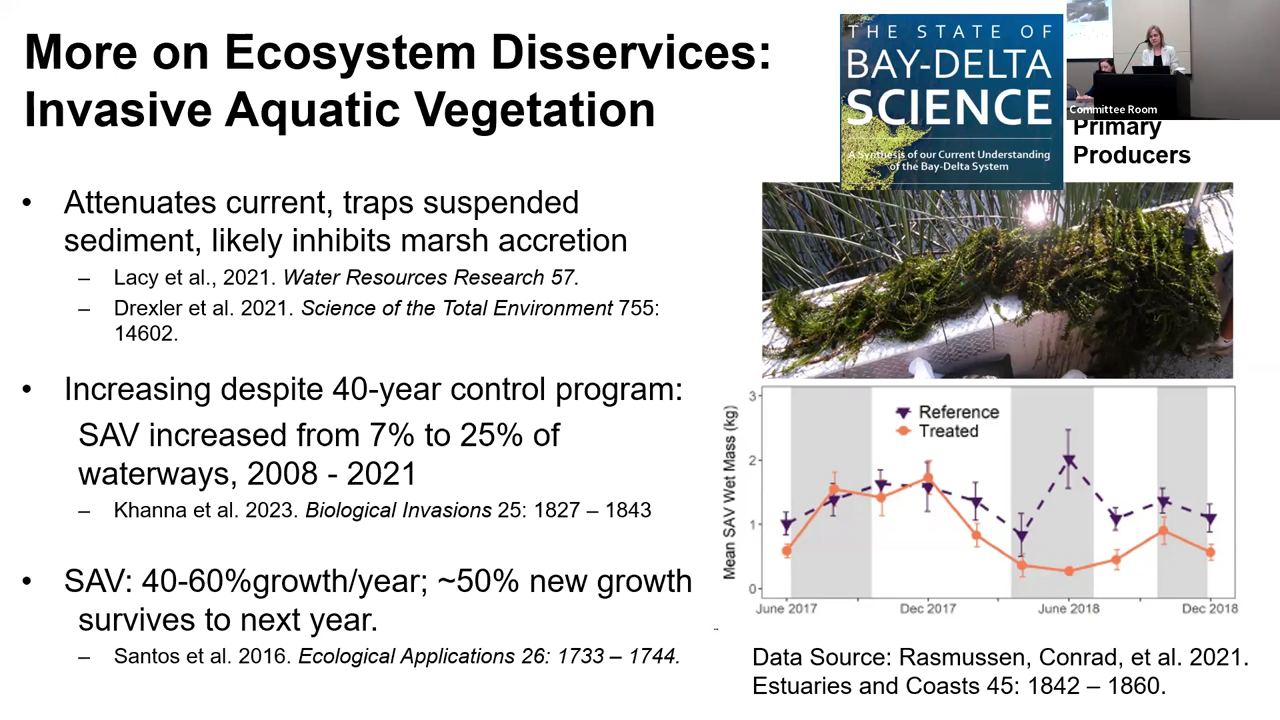 More on Ecosystem Disservices:
Invasive Aquatic Vegetation
THE STATE OF
BAY-DELTA
SCIENCE
A Synthesis of our Current Understanding
of the Bay-Delta System
Committee Room
Primary
Producers
• Attenuates current, traps suspended
sediment, likely inhibits marsh accretion
– Lacy et al., 2021. Water Resources Research 57.
– Drexler et al. 2021. Science of the Total Environment 755:
14602.
• Increasing despite 40-year control program:
SAV increased from 7% to 25% of
waterways, 2008 - 2021
– Khanna et al. 2023. Biological Invasions 25: 1827 – 1843
• SAV: 40-60%growth/year; ~50% new growth
survives to next year.
– Santos et al. 2016. Ecological Applications 26: 1733 – 1744.
Mean SAV Wet Mass (kg)
3
2
1
0
Reference
Treated
June 2017 Dec 2017 June 2018 Dec 2018
Data Source: Rasmussen, Conrad, et al. 2021.
Estuaries and Coasts 45: 1842 – 1860.